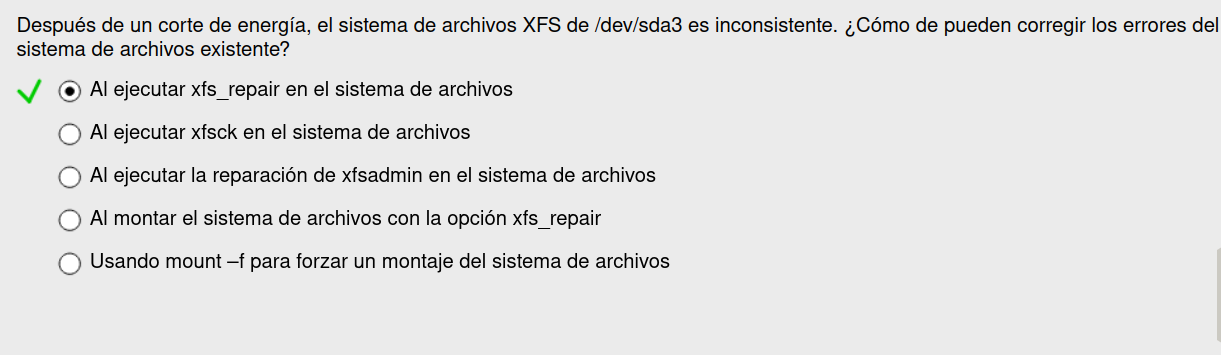 Después de un corte de energía, el sistema de archivos XFS de /dev/sda3 es inconsistente. ¿Cómo de pueden corregir los errores del
sistema de archivos existente?
Al ejecutar xfs_repair en el sistema de archivos
Al ejecutar xfsck en el sistema de archivos
Al ejecutar la reparación de xfsadmin en el sistema de archivos
Al montar el sistema de archivos con la opción xfs_repair
Usando mount –f para forzar un montaje del sistema de archivos